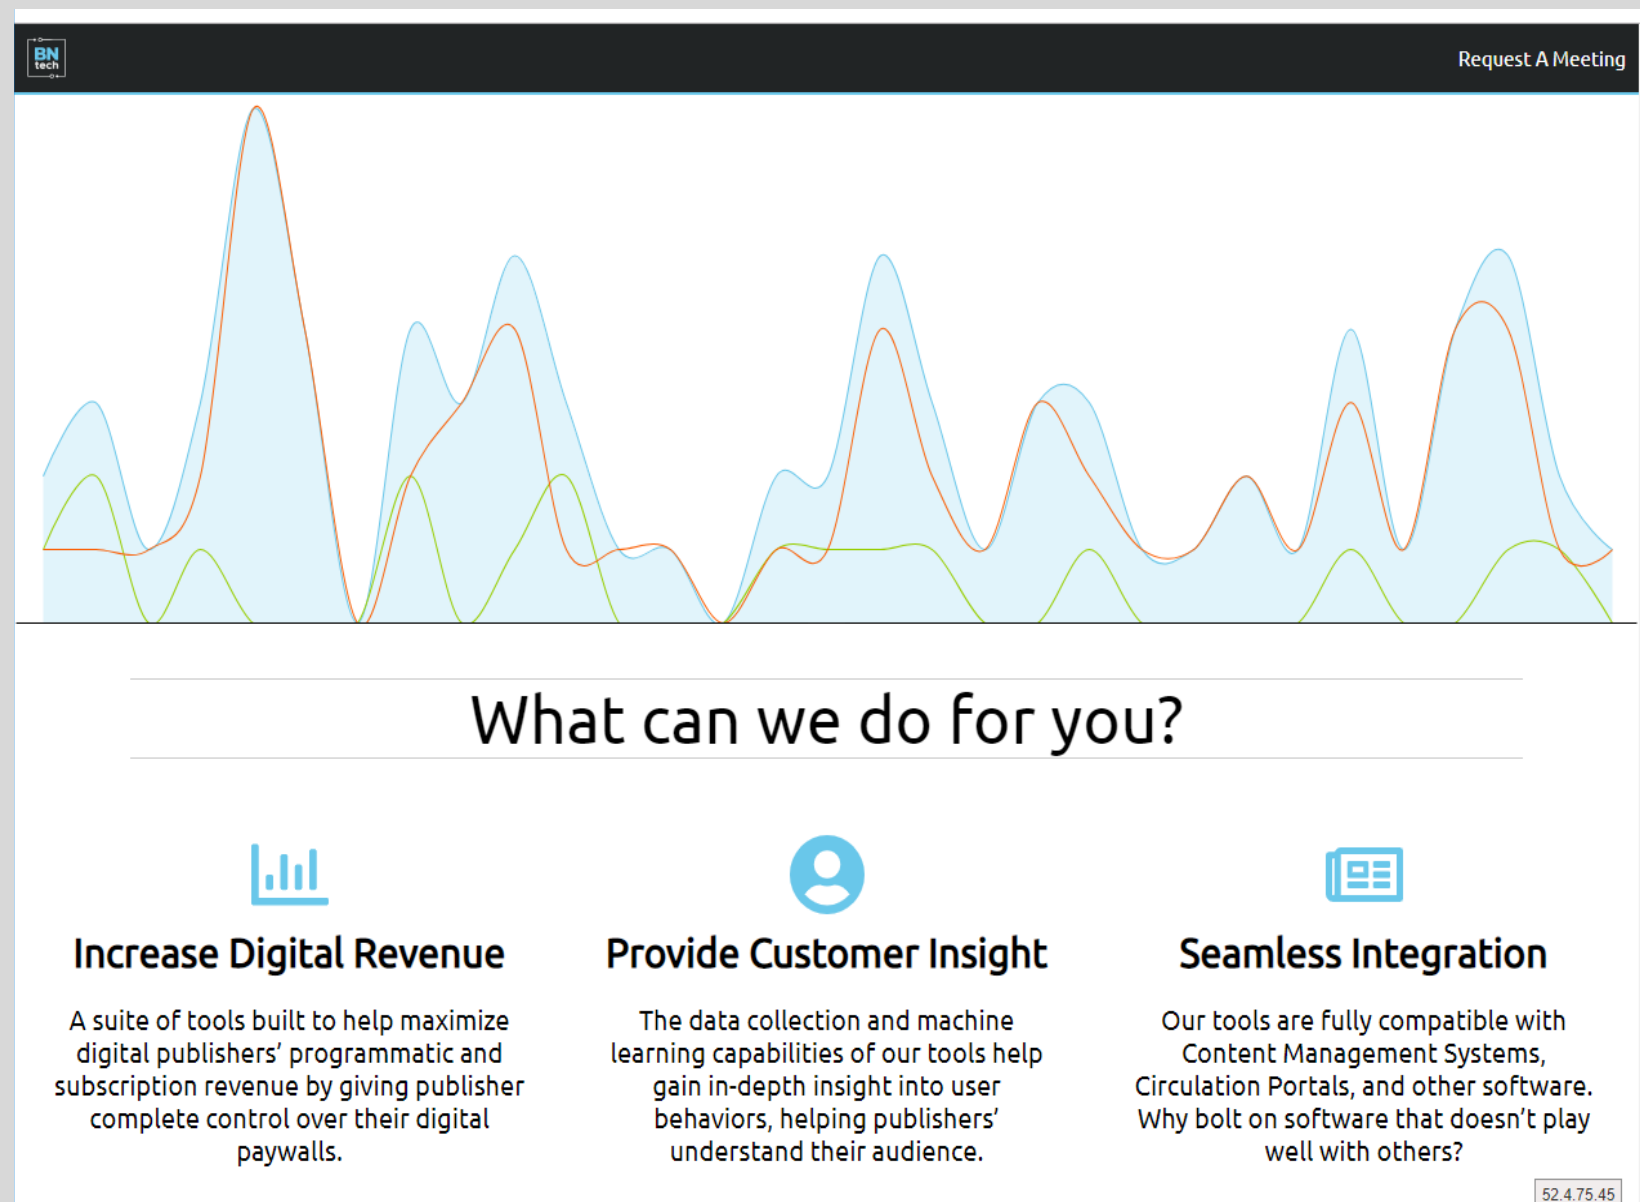 BN
tech
Request A Meeting
What can we do for you?
Increase Digital Revenue
A suite of tools built to help maximize
digital publishers’ programmatic and
subscription revenue by giving publisher
complete control over their digital
paywalls.
Provide Customer Insight
The data collection and machine
learning capabilities of our tools help
gain in-depth insight into user
behaviors, helping publishers’
understand their audience.
Seamless Integration
Our tools are fully compatible with
Content Management Systems,
Circulation Portals, and other software.
Why bolt on software that doesn’t play
well with others?
52.4.75.45